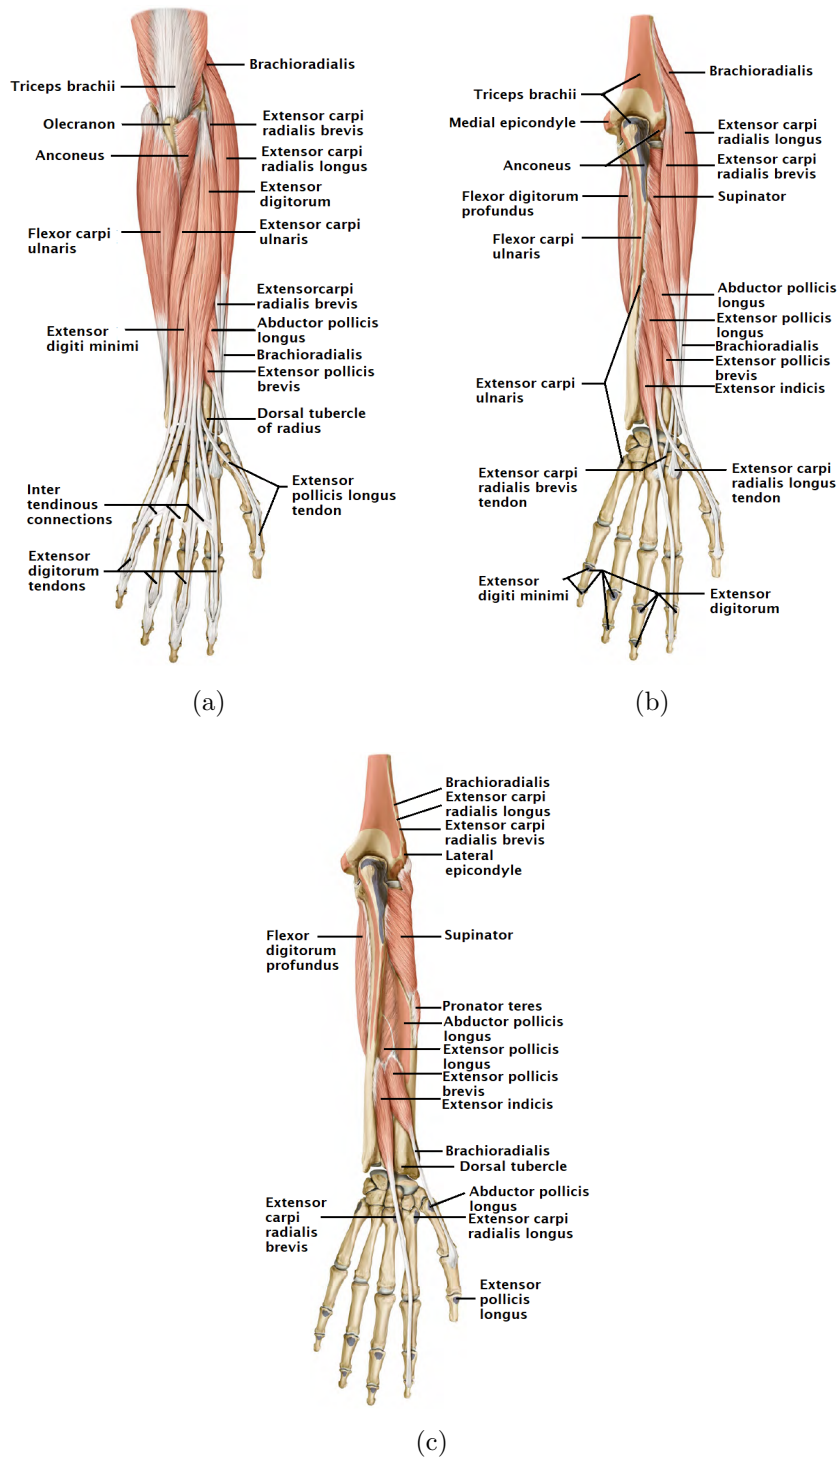 Brachioradialis
Triceps brachii
Olecranon
Extensor carpi
radialis brevis
Anconeus
Extensor carpi
radialis longus
Extensor
digitorum
Flexor carpi
ulnaris
Extensor carpi
ulnaris
Extensorcarpi
radialis brevis
Extensor
digiti minimi
Abductor pollicis
longus
Brachioradialis
Extensor pollicis
brevis
Dorsal tubercle
of radius
Inter
tendinous
connections
Extensor
pollicis longus
tendon
Extensor
digitorum
tendons
(a)
Brachioradialis
Triceps brachii
Medial epicondyle
Extensor carpi
radialis longus
Anconeus
Extensor carpi
radialis brevis
Flexor digitorum
profundus
Supinator
Flexor carpi
ulnaris
Abductor pollicis
longus
Extensor pollicis
longus
Brachioradialis
Extensor pollicis
brevis
Extensor carpi
ulnaris
Extensor indicis
Extensor carpi
radialis brevis
tendon
Extensor carpi
radialis longus
tendon
Extensor
digiti minimi
Extensor
digitorum
(b)
Brachioradialis
Extensor carpi
radialis longus
Extensor carpi
radialis brevis
Lateral
epicondyle
Flexor
digitorum
profundus
Supinator
Pronator teres
Abductor pollicis
longus
Extensor pollicis
longus
Extensor pollicis
brevis
Extensor indicis
Brachioradialis
Dorsal tubercle
Extensor
carpi
radialis
brevis
Abductor pollicis
longus
Extensor carpi
radialis longus
Extensor
pollicis
longus
(c)